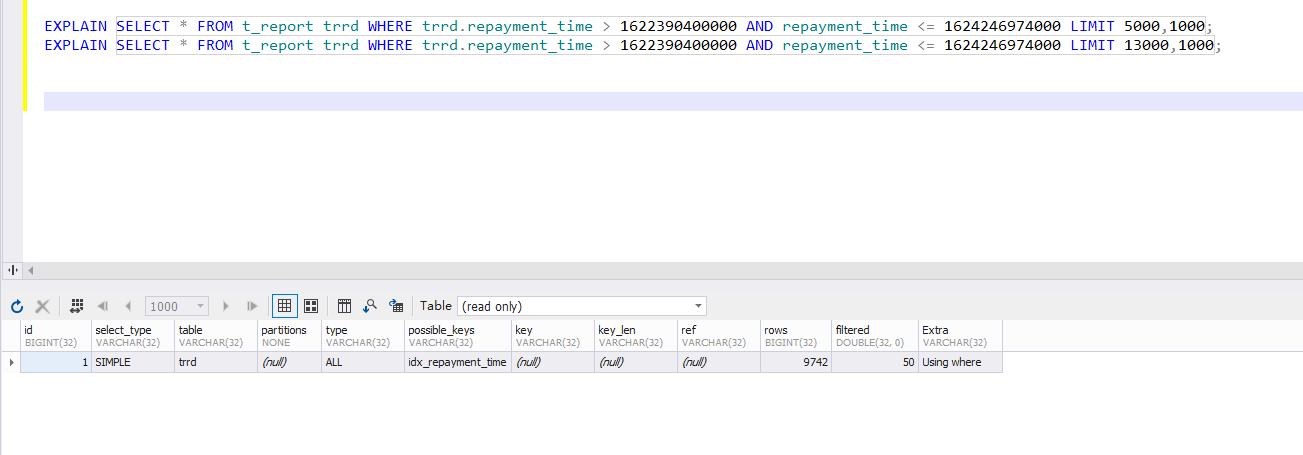 EXPLAIN SELECT * FROM t_report trrd WHERE trrd.repayment_time > 1622390400000 AND repayment_time <= 1624246974000 LIMIT 5000,1000;
EXPLAIN SELECT * FROM t_report trrd WHERE trrd.repayment_time > 1622390400000 AND repayment_time <= 1624246974000 LIMIT 13000,1000;
1000 Table (read only)
id select_type table partitions type possible_keys key key_len ref rows filtered Extra
BIGINT(32) VARCHAR(32) VARCHAR(32) NONE VARCHAR(32) VARCHAR(32) VARCHAR(32) VARCHAR(32) VARCHAR(32) BIGINT(32) DOUBLE(32, 0) VARCHAR(32)
1 SIMPLE trrd (null) ALL idx_repayment_time (null) (null) (null) 9742 50 Using where